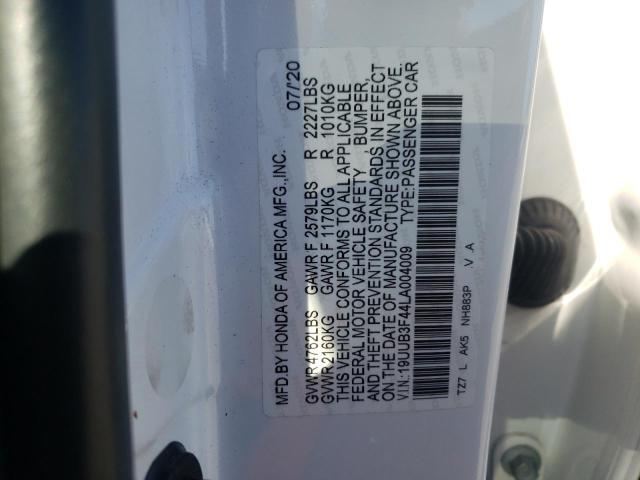 MFD.BY HONDA OF AMERICA MFG.,INC. 07/'20
GVWR 4762LBS GAWR F 2579LBS R 2227LBS
GVWR 2160KG GAWR F 1170KG R 1010KG
THIS VEHICLE CONFORMS TO ALL APPLICABLE
FEDERAL MOTOR VEHICLE SAFETY , BUMPER,
AND THEFT PREVENTION STANDARDS IN EFFECT
ON THE DATE OF MANUFACTURE SHOWN ABOVE.
V.I.N.:19UUB3F44LA004009 TYPE:PASSENGER CAR
TZ7 L AK5 NH883P .V A